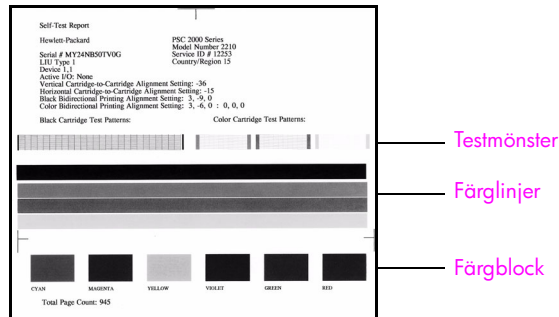 Self-Test Report
Hewlett-Packard
PSC 2000 Series
Model Number 2210
Serial # MY24NB50TV0G
Service ID # 12253
LIU Type 1
Country/Region 15
Device 1,1
Active I/O: None
Vertical Cartridge-to-Cartridge Alignment Setting: -36
Horizontal Cartridge-to-Cartridge Alignment Setting: -15
Black Bidirectional Printing Alignment Setting: 3, -9, 0
Color Bidirectional Printing Alignment Setting: 3, -6, 0 : 0, 0, 0
Black Cartridge Test Patterns:
Color Cartridge Test Patterns:
Testmönster
Färglinjer
Färgblock
CYAN
MAGENTA
YELLOW
VIOLET
GREEN
RED
Total Page Count: 945